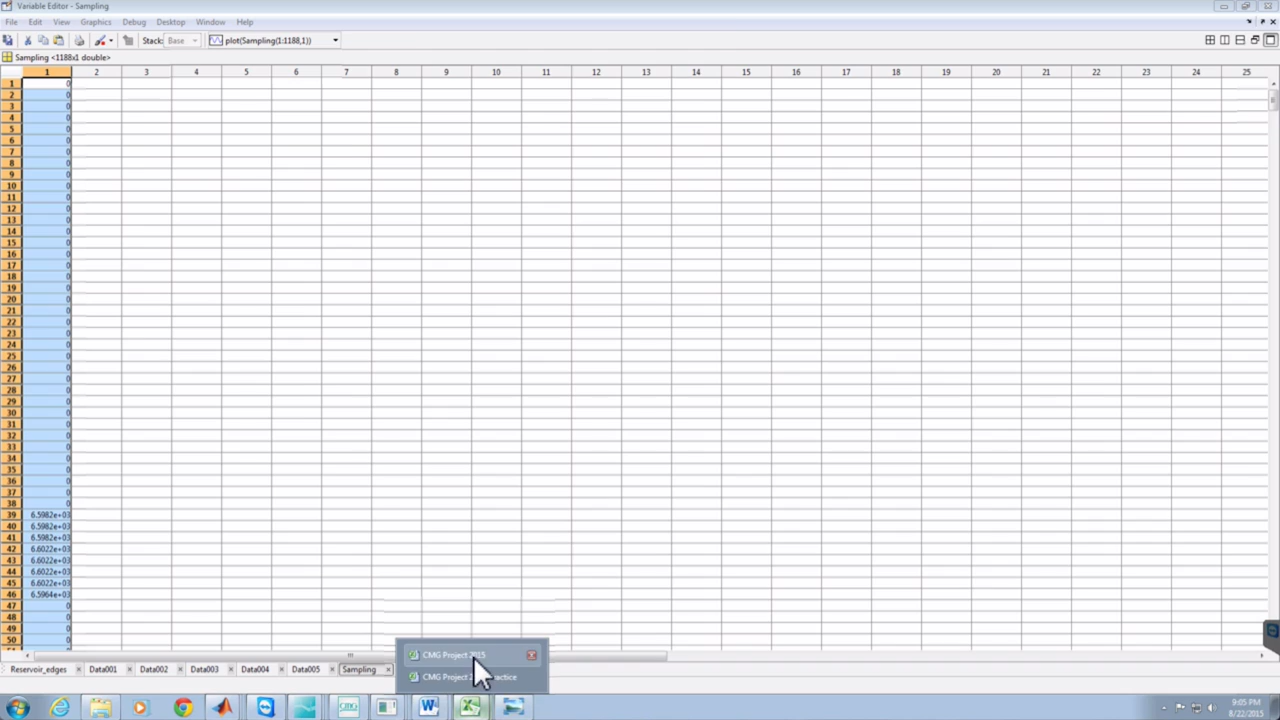 Variable Editor - Sampling
File Edit View Graphics Debug Desktop Window Help
Stack: Base plot(Sampling(1:1188,1))
Sampling <1188x1 double>
1 2 3 4 5 6 7 8 9 10 11 12 13 14 15 16 17 18 19 20 21 22 23 24 25
1 0
2 0
3 0
4 0
5 0
6 0
7 0
8 0
9 0
10 0
11 0
12 0
13 0
14 0
15 0
16 0
17 0
18 0
19 0
20 0
21 0
22 0
23 0
24 0
25 0
26 0
27 0
28 0
29 0
30 0
31 0
32 0
33 0
34 0
35 0
36 0
37 0
38 0
39 6.5982e+03
40 6.5982e+03
41 6.5982e+03
42 6.6022e+03
43 6.6022e+03
44 6.6022e+03
45 6.6022e+03
46 6.5964e+03
47 0
48 0
49 0
50 0
CMG Project 2015
Reservoir_edges Data001 Data002 Data003 Data004 Data005 Sampling
CMG Project
9:05 PM
8/22/2015